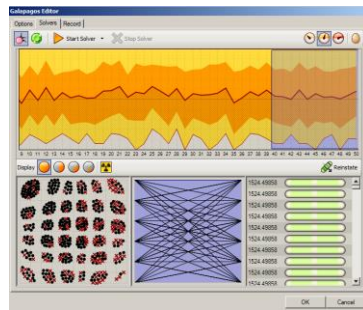 Galapagos Editor
Options Solvers Record
Start Solver Stop Solver
9 10 11 12 13 14 15 16 17 18 19 20 21 22 23 24 25 26 27 28 29 30 31 32 33 34 35 36 37 38 39 40 41 42 43 44 45 46 47 48 49 50
Display Reinstate
1524.49858
1524.49858
1524.49858
1524.49858
1524.49858
1524.49858
1524.49858
1524.49858
1524.49858
OK Cancel